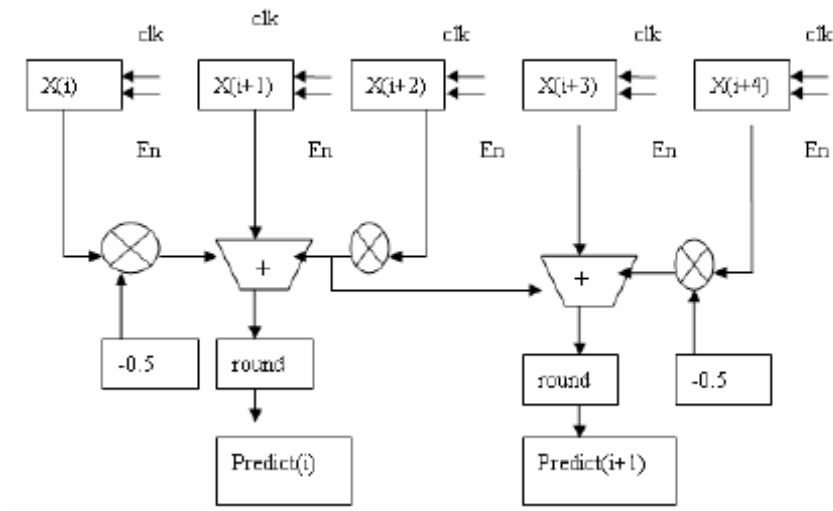 clk clk clk clk clk
X(i) X(i+1) X(i+2) X(i+3) X(i+4)
En En En En En
+ +
-0.5 round round -0.5
Predict(i) Predict(i+1)